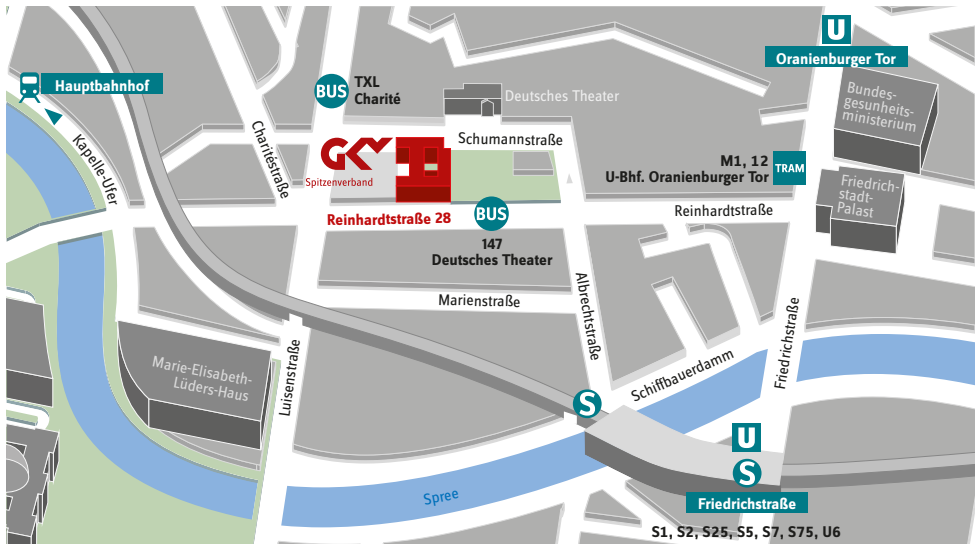 U
Oranienburger Tor
Hauptbahnhof
BUS
TXL
Charité
Deutsches Theater
Bundes-
gesunheits-
ministerium
Kapelle-Ufer
Charitéstraße
Schumannstraße
GKV
Spitzenverband
M1, 12
U-Bhf. Oranienburger Tor
TRAM
Friedrich-
stadt-
Palast
Reinhardtstraße 28
BUS
147
Deutsches Theater
Reinhardtstraße
Marienstraße
Albrechtstraße
Luisenstraße
Marie-Elisabeth-
Lüders-Haus
Schiffbauerdamm
Friedrichstraße
S
Spree
U
S
Friedrichstraße
S1, S2, S25, S5, S7, S75, U6